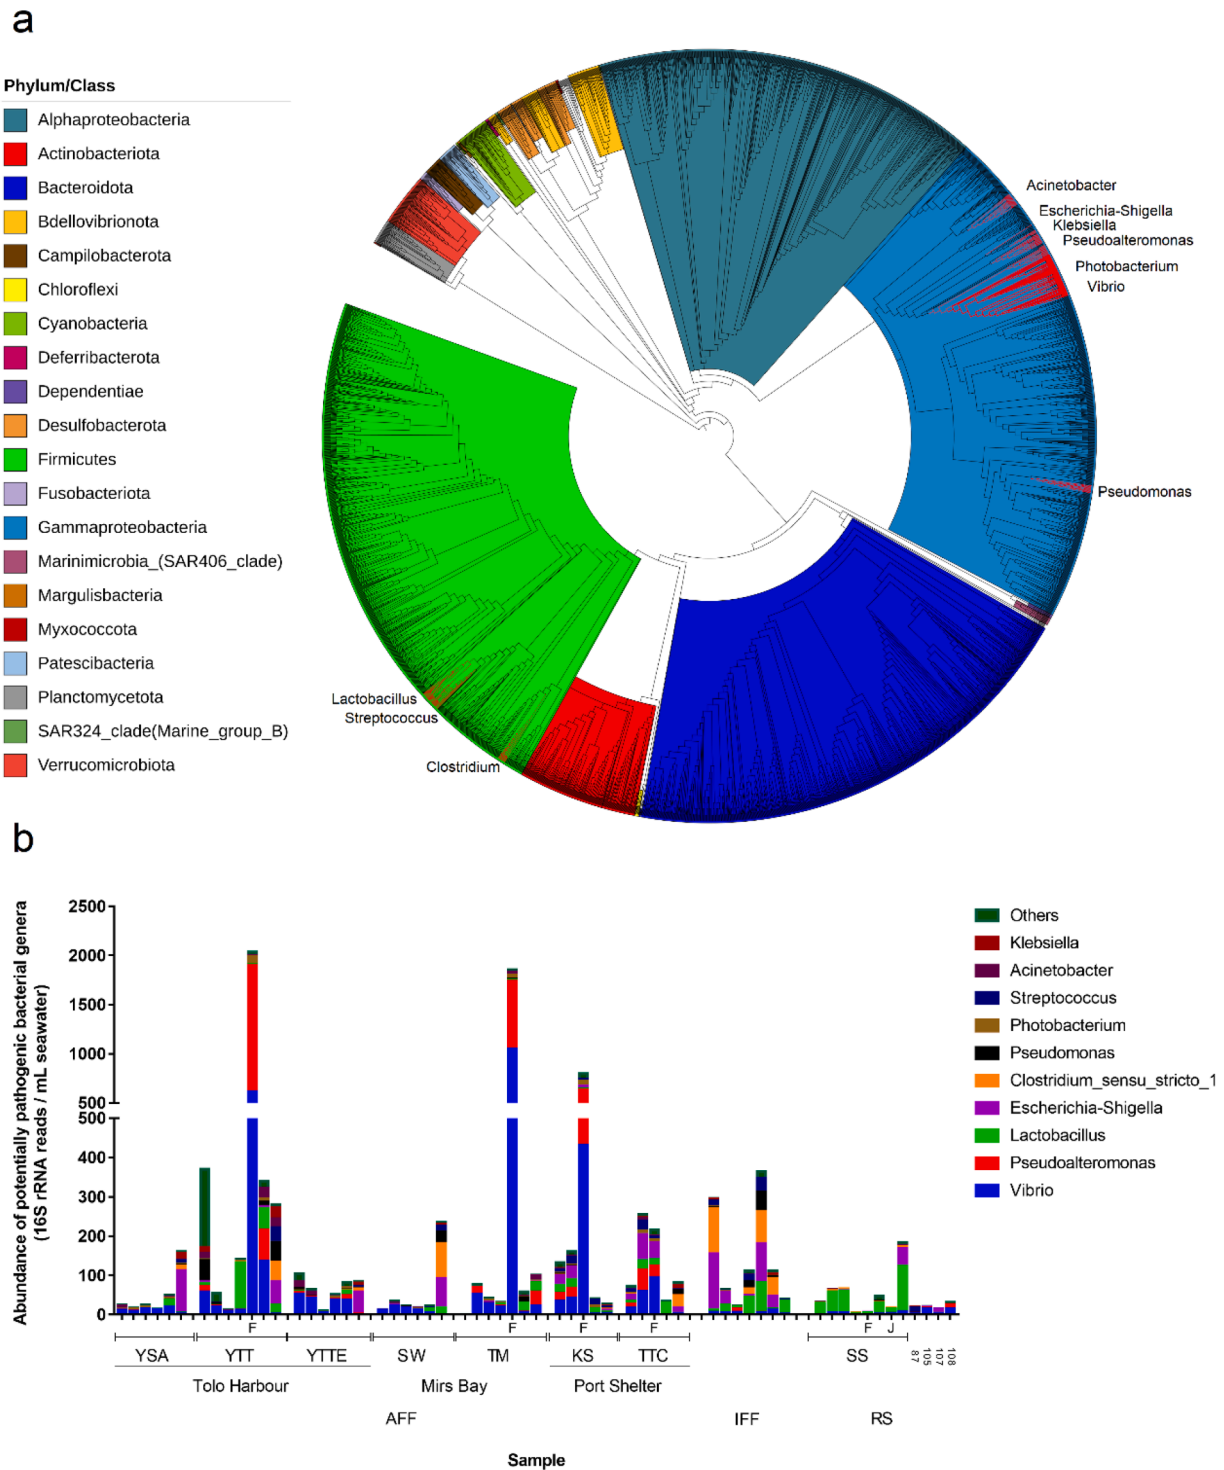 a
Phylum/Class
Alphaproteobacteria
Actinobacteriota
Bacteroidota
Bdellovibrionota
Campilobacterota
Chloroflexi
Cyanobacteria
Deferribacterota
Dependentiae
Desulfobacterota
Firmicutes
Fusobacteriota
Gammaproteobacteria
Marinimicrobia_(SAR406_clade)
Margulisbacteria
Myxococcota
Patescibacteria
Planctomycetota
SAR324_clade(Marine_group_B)
Verrucomicrobiota
Acinetobacter
Escherichia-Shigella
Klebsiella
Pseudoalteromonas
Photobacterium
Vibrio
Pseudomonas
Lactobacillus
Streptococcus
Clostridium
b
Abundance of potentially pathogenic bacterial genera
(16S rRNA reads / mL seawater)
2500
2000
1500
1000
500
500
400
300
200
100
0
Others
Klebsiella
Acinetobacter
Streptococcus
Photobacterium
Pseudomonas
Clostridium_sensu_stricto_1
Escherichia-Shigella
Lactobacillus
Pseudoalteromonas
Vibrio
F F F F F J
YSA YTT YTTE SW TM KS TTC SS 87 105 107 108
Tolo Harbour Mirs Bay Port Shelter
AFF IFF RS
Sample